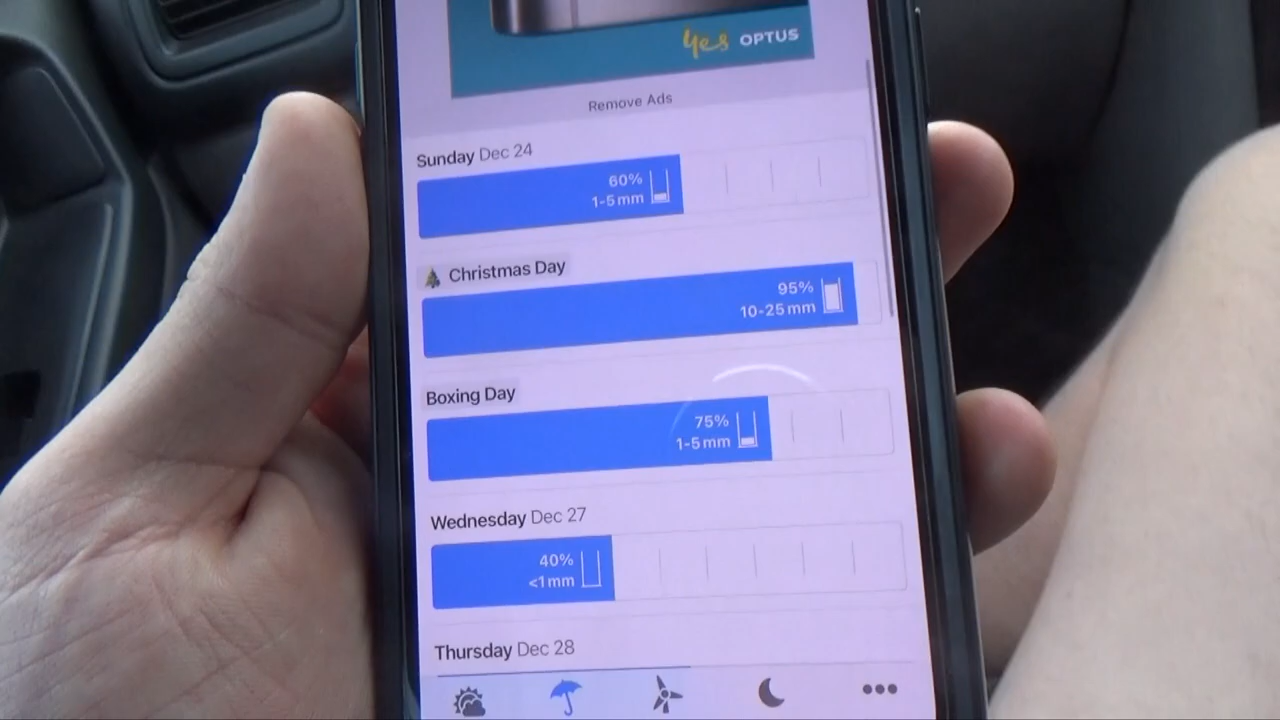 yes OPTUS
Remove Ads
Sunday Dec 24
60%
1-5 mm
Christmas Day
95%
10-25 mm
Boxing Day
75%
1-5 mm
Wednesday Dec 27
40%
<1 mm
Thursday Dec 28